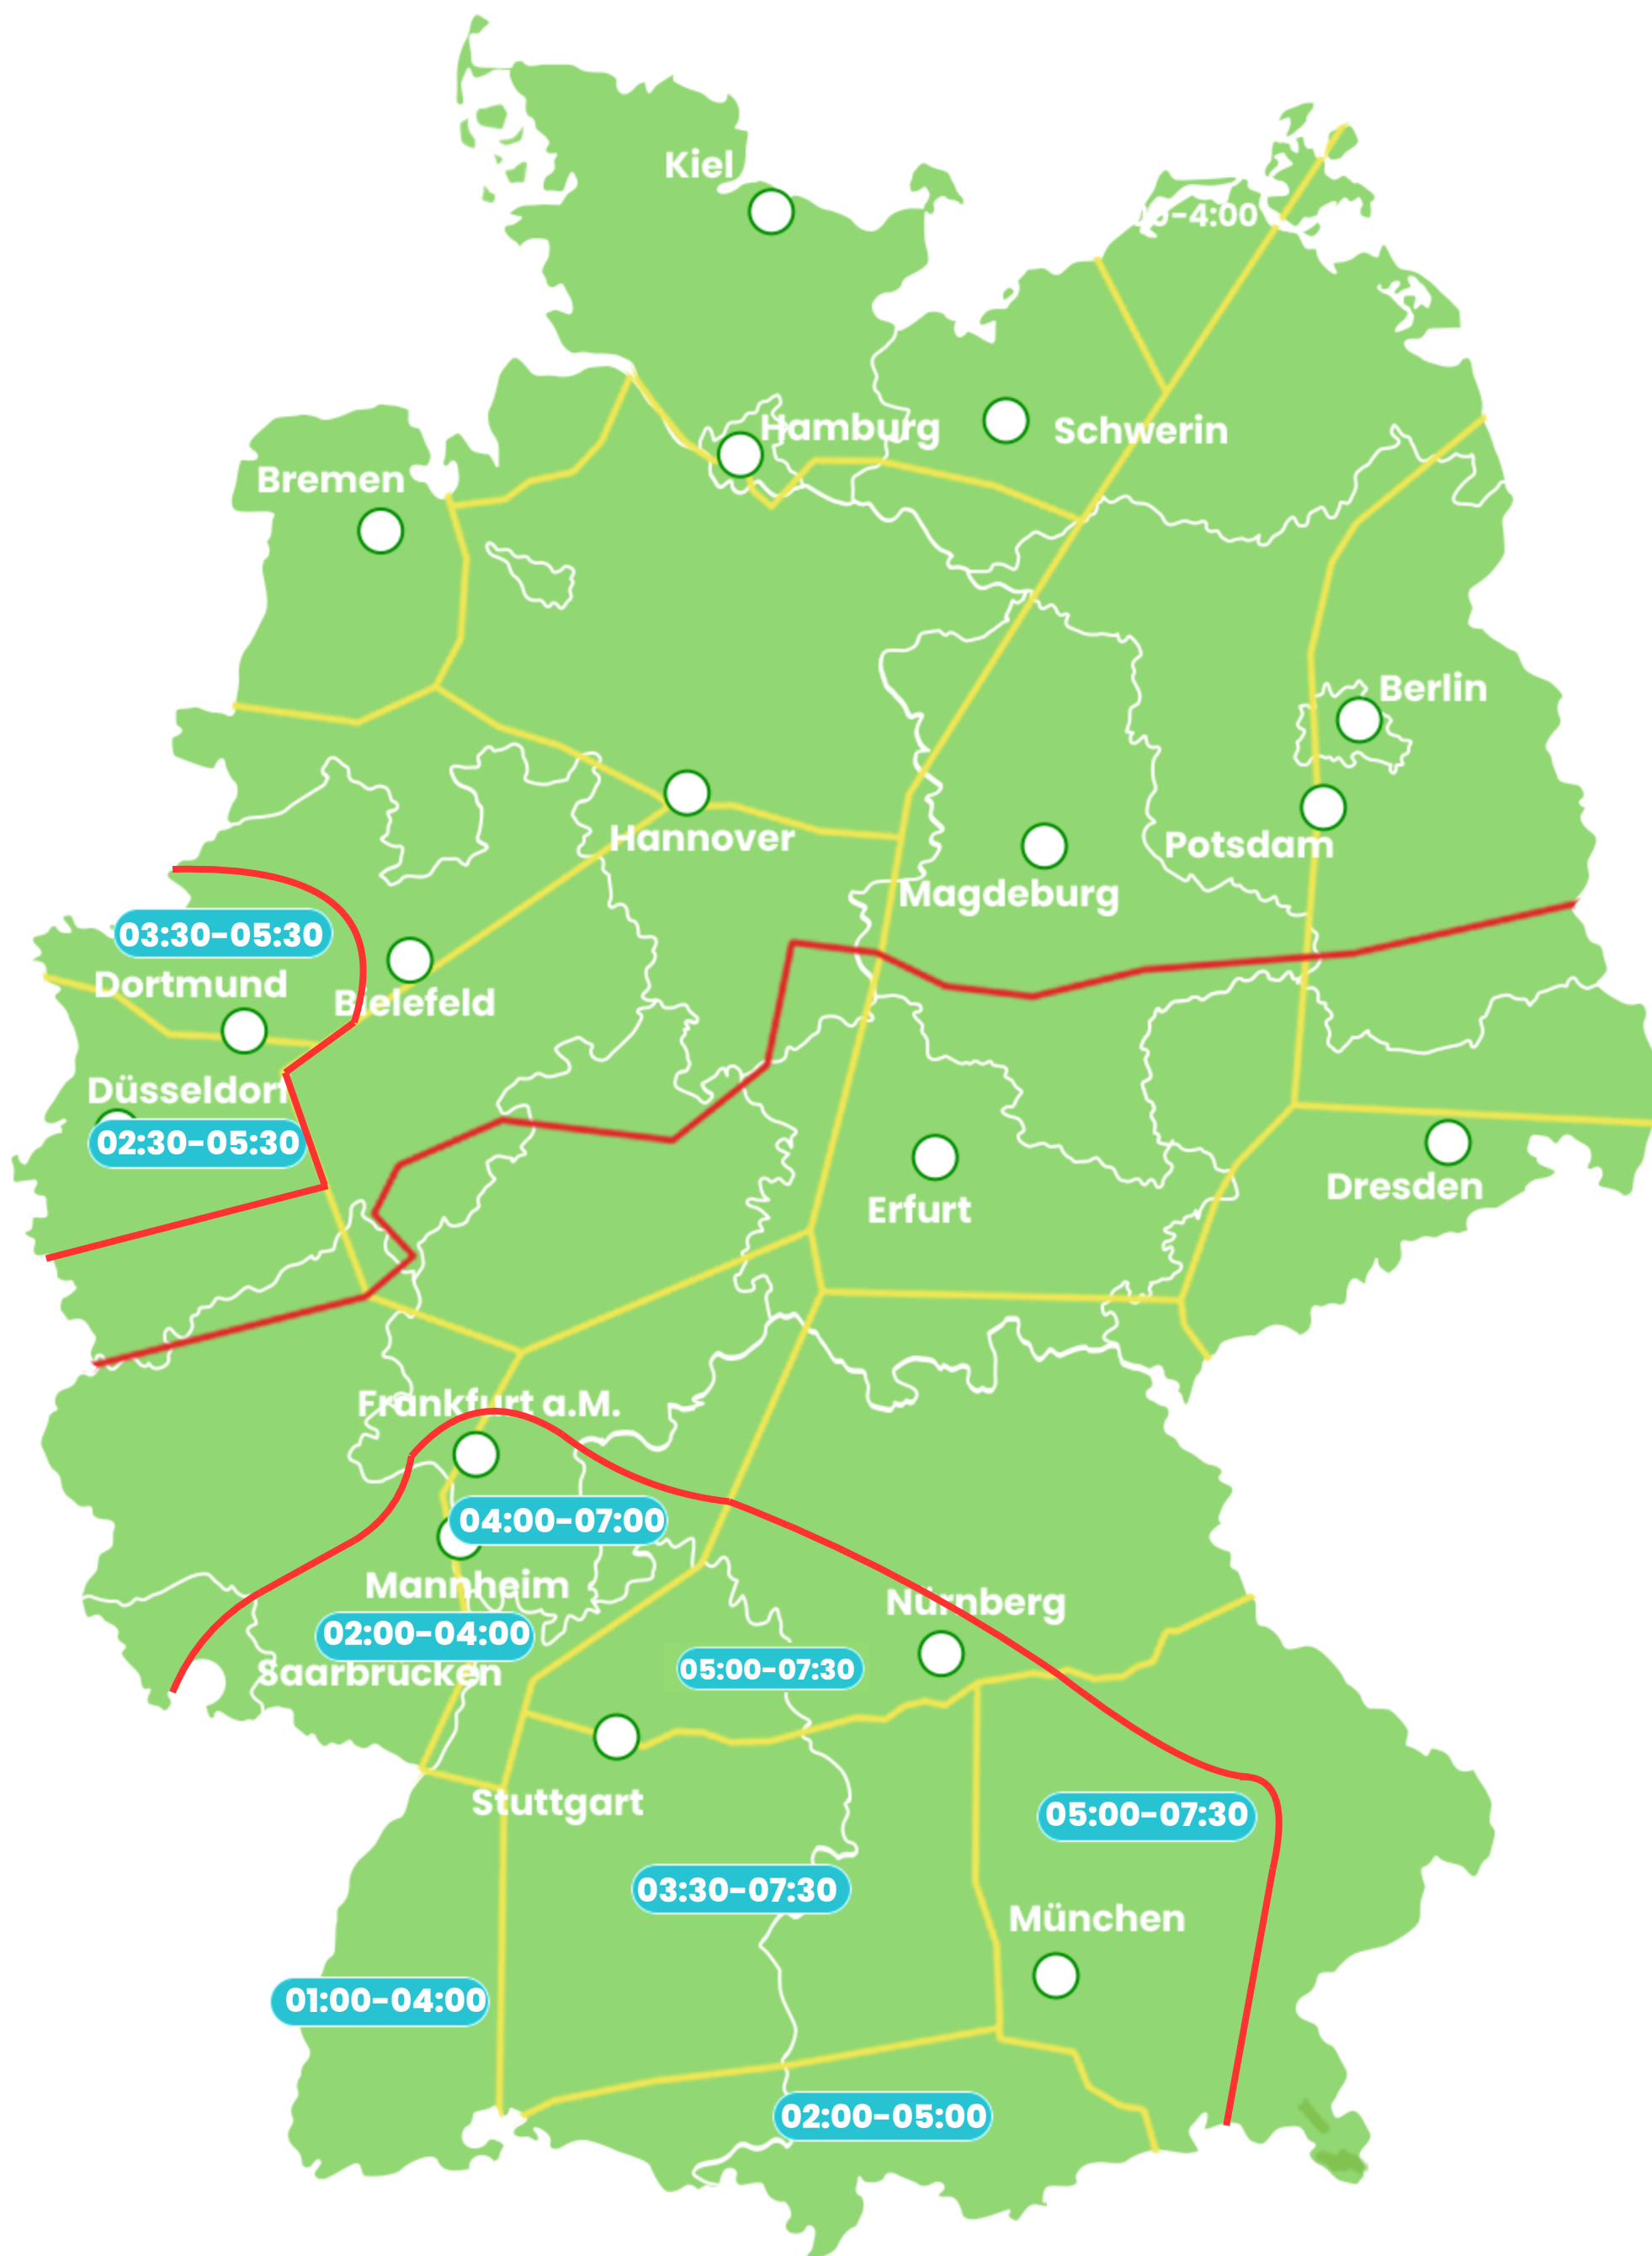 Kiel
-4:00
Hamburg
Schwerin
Bremen
Berlin
Hannover
Potsdam
Magdeburg
03:30-05:30
Dortmund
Bielefeld
Düsseldorf
02:30-05:30
Dresden
Erfurt
Frankfurt a.M.
04:00-07:00
Mannheim
Nürnberg
02:00-04:00
Saarbrücken
05:00-07:30
Stuttgart
05:00-07:30
03:30-07:30
München
01:00-04:00
02:00-05:00